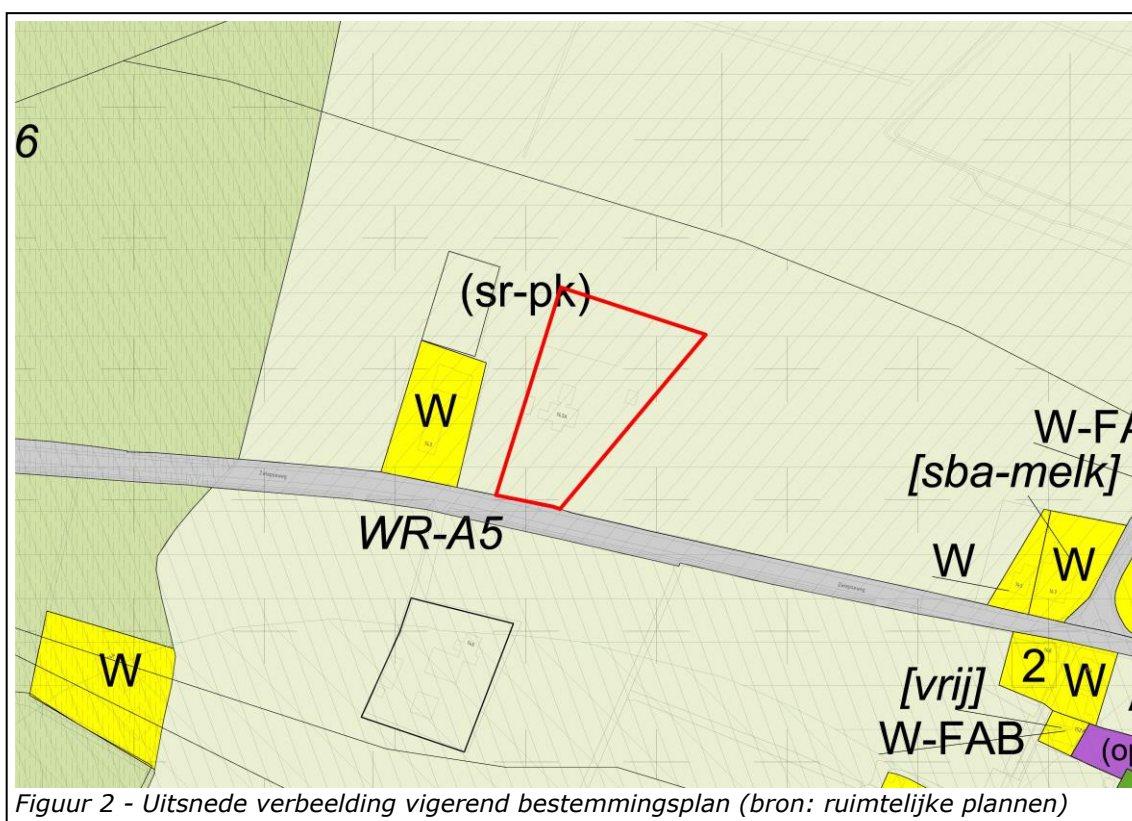 6
(sr-pk)
W
WR-A5
W-FA
[sba-melk]
W
W
W
2
W
[vrij]
W-FAB
(op
Figuur 2 - Uitsnede verbeelding vigerend bestemmingsplan (bron: ruimtelijke plannen)